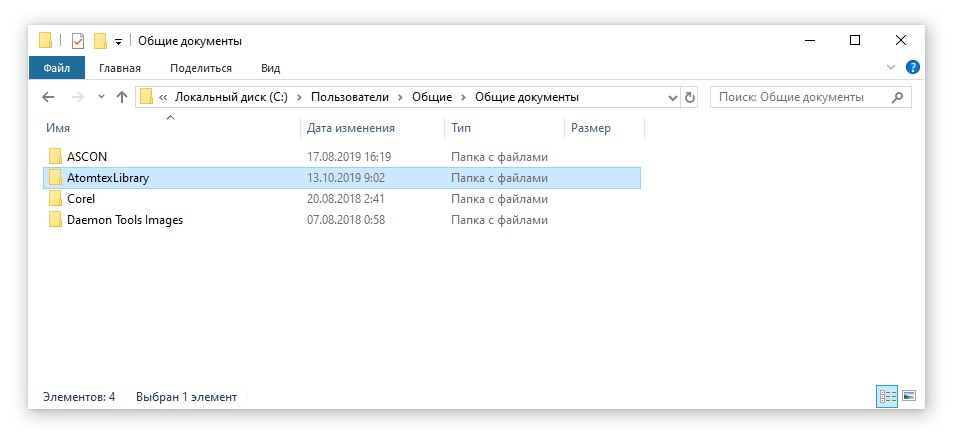 Общие документы
Файл Главная Поделиться Вид
« Локальный диск (C:) > Пользователи > Общие > Общие документы Поиск: Общие документы
Имя Дата изменения Тип Размер
ASCON 17.08.2019 16:19 Папка с файлами
AtomtexLibrary 13.10.2019 9:02 Папка с файлами
Corel 20.08.2018 2:41 Папка с файлами
Daemon Tools Images 07.08.2018 0:58 Папка с файлами
Элементов: 4 Выбран 1 элемент